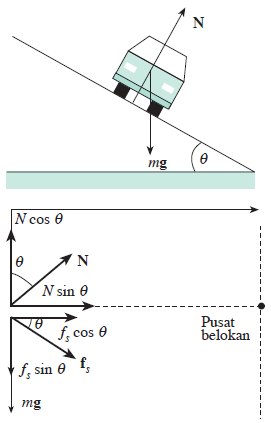 N
mg
θ
N cos θ
θ
N
N sin θ
θ
f_s cos θ
Pusat
belokan
f_s sin θ
f_s
mg